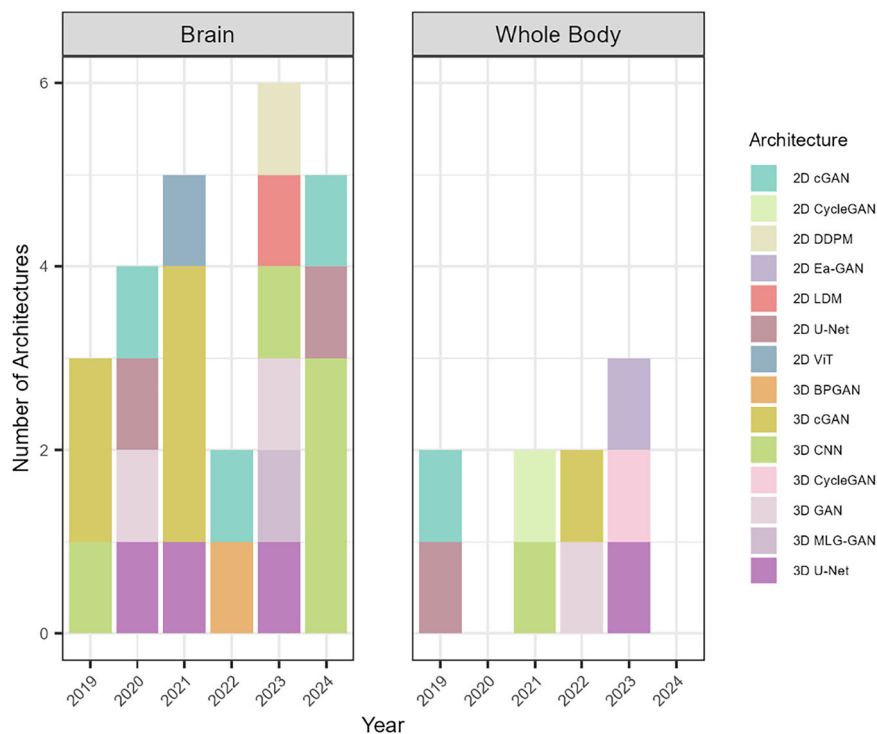 Brain
Whole Body
Number of Architectures
6
4
2
0
2019
2020
2021
2022
2023
2024
2019
2020
2021
2022
2023
2024
Year
Architecture
2D cGAN
2D CycleGAN
2D DDPM
2D Ea-GAN
2D LDM
2D U-Net
2D ViT
3D BPGAN
3D cGAN
3D CNN
3D CycleGAN
3D GAN
3D MLG-GAN
3D U-Net